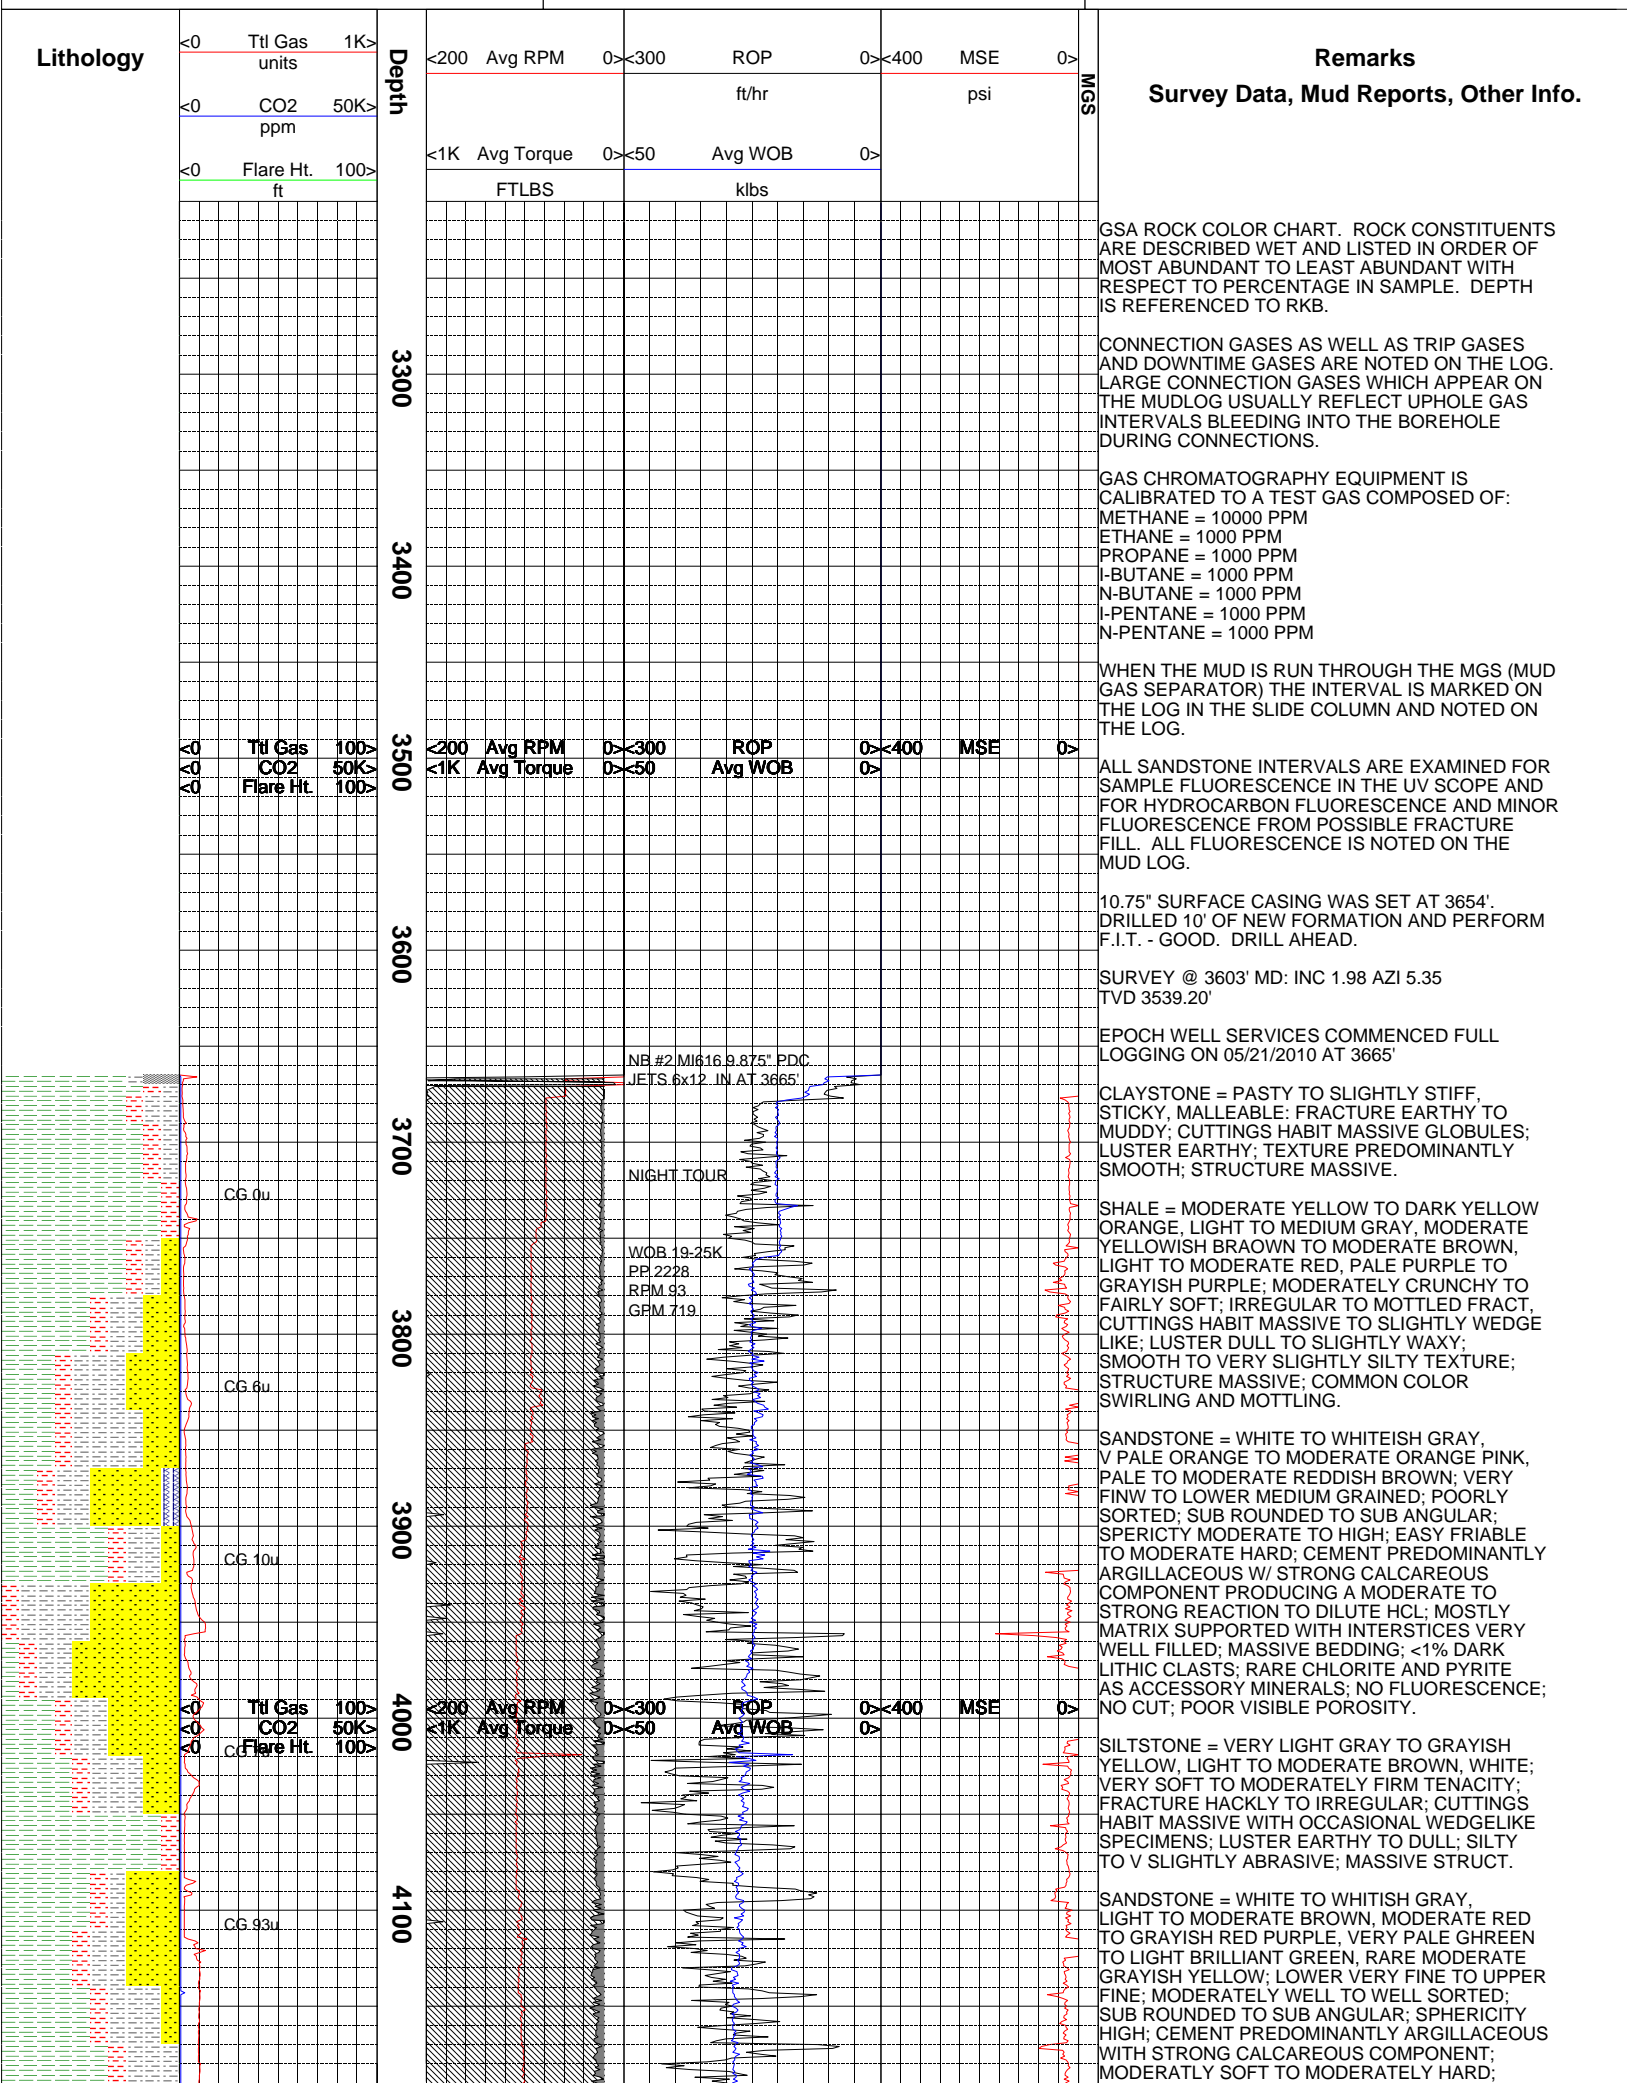 Lithology
<0 Ttl Gas 1K>
units
<0 CO2 50K>
ppm
<0 Flare Ht. 100>
ft
Depth
<200 Avg RPM 0>
<1K Avg Torque 0>
FTLBS
<300 ROP 0>
ft/hr
<50 Avg WOB 0>
klbs
<400 MSE 0>
psi
MGS
Remarks
Survey Data, Mud Reports, Other Info.
GSA ROCK COLOR CHART. ROCK CONSTITUENTS
ARE DESCRIBED WET AND LISTED IN ORDER OF
MOST ABUNDANT TO LEAST ABUNDANT WITH
RESPECT TO PERCENTAGE IN SAMPLE. DEPTH
IS REFERENCED TO RKB.
CONNECTION GASES AS WELL AS TRIP GASES
AND DOWNTIME GASES ARE NOTED ON THE LOG.
LARGE CONNECTION GASES WHICH APPEAR ON
THE MUDLOG USUALLY REFLECT UPHOLE GAS
INTERVALS BLEEDING INTO THE BOREHOLE
DURING CONNECTIONS.
GAS CHROMATOGRAPHY EQUIPMENT IS
CALIBRATED TO A TEST GAS COMPOSED OF:
METHANE = 10000 PPM
ETHANE = 1000 PPM
PROPANE = 1000 PPM
I-BUTANE = 1000 PPM
N-BUTANE = 1000 PPM
I-PENTANE = 1000 PPM
N-PENTANE = 1000 PPM
WHEN THE MUD IS RUN THROUGH THE MGS (MUD
GAS SEPARATOR) THE INTERVAL IS MARKED ON
THE LOG IN THE SLIDE COLUMN AND NOTED ON
THE LOG.
ALL SANDSTONE INTERVALS ARE EXAMINED FOR
SAMPLE FLUORESCENCE IN THE UV SCOPE AND
FOR HYDROCARBON FLUORESCENCE AND MINOR
FLUORESCENCE FROM POSSIBLE FRACTURE
FILL. ALL FLUORESCENCE IS NOTED ON THE
MUD LOG.
10.75" SURFACE CASING WAS SET AT 3654'.
DRILLED 10' OF NEW FORMATION AND PERFORM
F.I.T. - GOOD. DRILL AHEAD.
SURVEY @ 3603' MD: INC 1.98 AZI 5.35
TVD 3539.20'
EPOCH WELL SERVICES COMMENCED FULL
LOGGING ON 05/21/2010 AT 3665'
CLAYSTONE = PASTY TO SLIGHTLY STIFF,
STICKY, MALLEABLE: FRACTURE EARTHY TO
MUDDY; CUTTINGS HABIT MASSIVE GLOBULES;
LUSTER EARTHY; TEXTURE PREDOMINANTLY
SMOOTH; STRUCTURE MASSIVE.
SHALE = MODERATE YELLOW TO DARK YELLOW
ORANGE, LIGHT TO MEDIUM GRAY, MODERATE
YELLOWISH BRAOWN TO MODERATE BROWN,
LIGHT TO MODERATE RED, PALE PURPLE TO
GRAYISH PURPLE; MODERATELY CRUNCHY TO
FAIRLY SOFT; IRREGULAR TO MOTTLED FRACT,
CUTTINGS HABIT MASSIVE TO SLIGHTLY WEDGE
LIKE; LUSTER DULL TO SLIGHTLY WAXY;
SMOOTH TO VERY SLIGHTLY SILTY TEXTURE;
STRUCTURE MASSIVE; COMMON COLOR
SWIRLING AND MOTTLING.
SANDSTONE = WHITE TO WHITEISH GRAY,
V PALE ORANGE TO MODERATE ORANGE PINK,
PALE TO MODERATE REDDISH BROWN; VERY
FINW TO LOWER MEDIUM GRAINED; POORLY
SORTED; SUB ROUNDED TO SUB ANGULAR;
SPERICTY MODERATE TO HIGH; EASY FRIABLE
TO MODERATE HARD; CEMENT PREDOMINANTLY
ARGILLACEOUS W/ STRONG CALCAREOUS
COMPONENT PRODUCING A MODERATE TO
STRONG REACTION TO DILUTE HCL; MOSTLY
MATRIX SUPPORTED WITH INTERSTICES VERY
WELL FILLED; MASSIVE BEDDING; <1% DARK
LITHIC CLASTS; RARE CHLORITE AND PYRITE
AS ACCESSORY MINERALS; NO FLUORESCENCE;
NO CUT; POOR VISIBLE POROSITY.
SILTSTONE = VERY LIGHT GRAY TO GRAYISH
YELLOW, LIGHT TO MODERATE BROWN, WHITE;
VERY SOFT TO MODERATELY FIRM TENACITY;
FRACTURE HACKLY TO IRREGULAR; CUTTINGS
HABIT MASSIVE WITH OCCASIONAL WEDGELIKE
SPECIMENS; LUSTER EARTHY TO DULL; SILTY
TO V SLIGHTLY ABRASIVE; MASSIVE STRUCT.
SANDSTONE = WHITE TO WHITISH GRAY,
LIGHT TO MODERATE BROWN, MODERATE RED
TO GRAYISH RED PURPLE, VERY PALE GHREEN
TO LIGHT BRILLIANT GREEN, RARE MODERATE
GRAYISH YELLOW; LOWER VERY FINE TO UPPER
FINE; MODERATELY WELL TO WELL SORTED;
SUB ROUNDED TO SUB ANGULAR; SPHERICITY
HIGH; CEMENT PREDOMINANTLY ARGILLACEOUS
WITH STRONG CALCAREOUS COMPONENT;
MODERATLY SOFT TO MODERATELY HARD;
3300
3400
3500
<0 Ttl Gas 100> <200 Avg RPM 0> <300 ROP 0> <400 MSE 0>
<0 CO2 50K> <1K Avg Torque 0> <50 Avg WOB 0>
<0 Flare Ht. 100>
3600
NB #2 MI616 9.875" PDC
JETS 6x12 IN AT 3665'
3700
NIGHT TOUR
CG 0u
WOB 19-25K
PP 2228
RPM 93
GPM 719
3800
CG 6u
3900
CG 10u
4000
<0 Ttl Gas 100> <200 Avg RPM 0> <300 ROP 0> <400 MSE 0>
<0 CO2 50K> <1K Avg Torque 0> <50 Avg WOB 0>
<0 Flare Ht. 100>
CG
4100
CG 93u